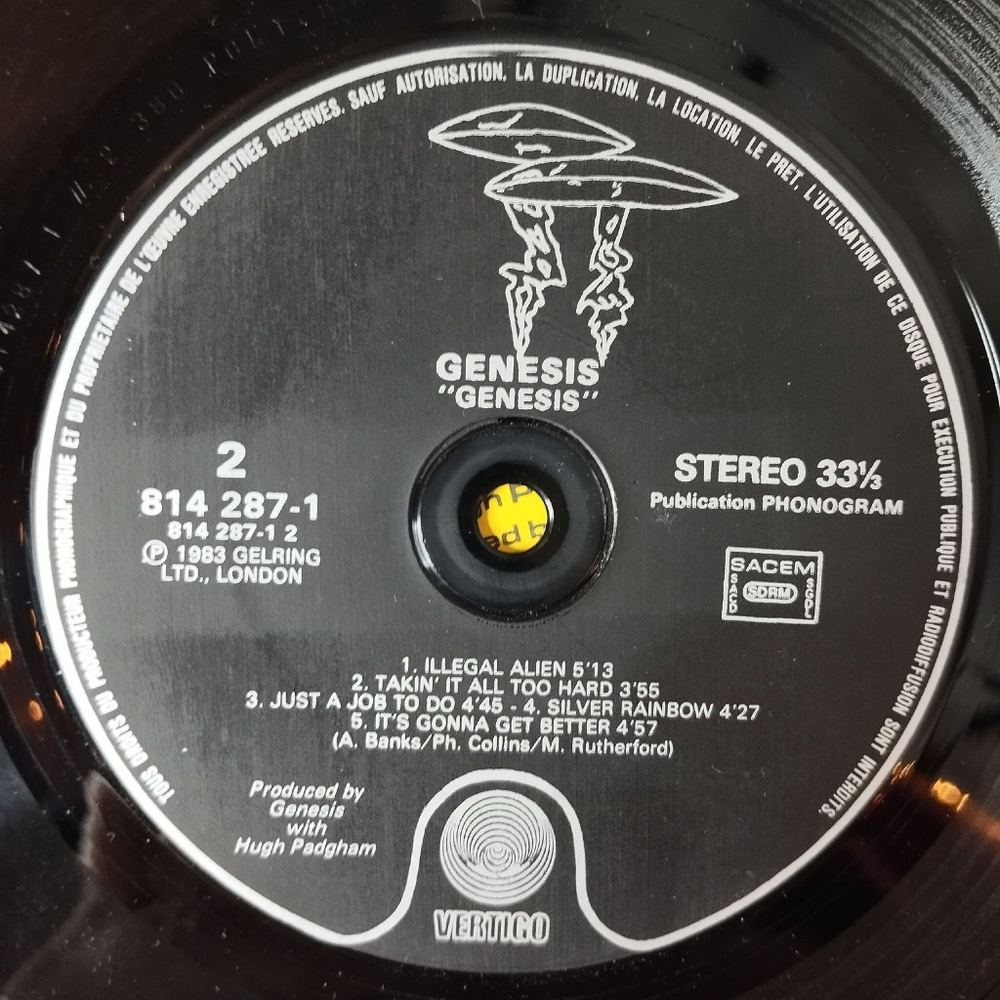 TOUS DROITS DU PRODUCTEUR PHONOGRAPHIQUE ET DU PROPRIETAIRE DE L'ŒUVRE ENREGISTREE RESERVES. SAUF AUTORISATION, LA DUPLICATION, LA LOCATION, LE PRET, L'UTILISATION DE CE DISQUE POUR EXECUTION PUBLIQUE ET RADIODIFFUSION SONT INTERDITS.
GENESIS
"GENESIS"
2
814 287-1
814 287-1 2
Ⓟ 1983 GELRING
LTD., LONDON
STEREO 33⅓
Publication PHONOGRAM
SACEM
SACD
SDRM
SGDL
1. ILLEGAL ALIEN 5'13
2. TAKIN' IT ALL TOO HARD 3'55
3. JUST A JOB TO DO 4'45 - 4. SILVER RAINBOW 4'27
5. IT'S GONNA GET BETTER 4'57
(A. Banks/Ph. Collins/M. Rutherford)
Produced by
Genesis
with
Hugh Padgham
VERTIGO